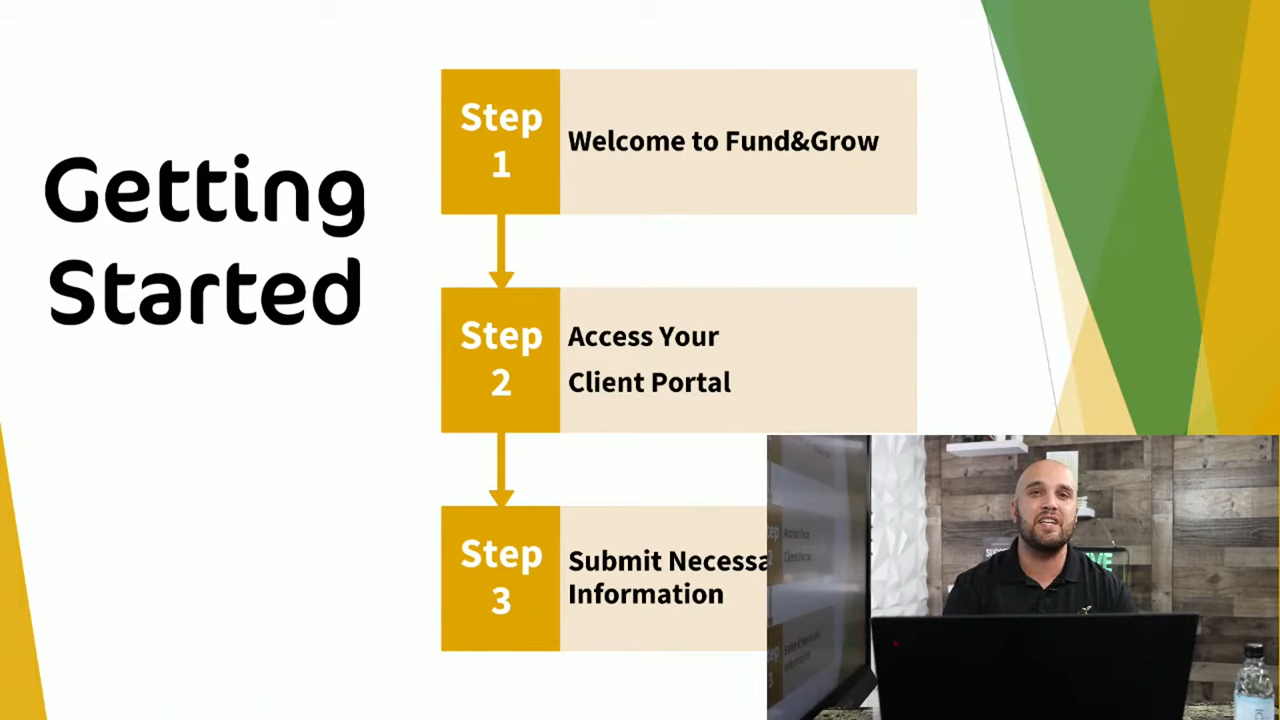 Getting
Started
Step
1
Welcome to Fund&Grow
Step
2
Access Your
Client Portal
Step
3
Submit Necessa
Information